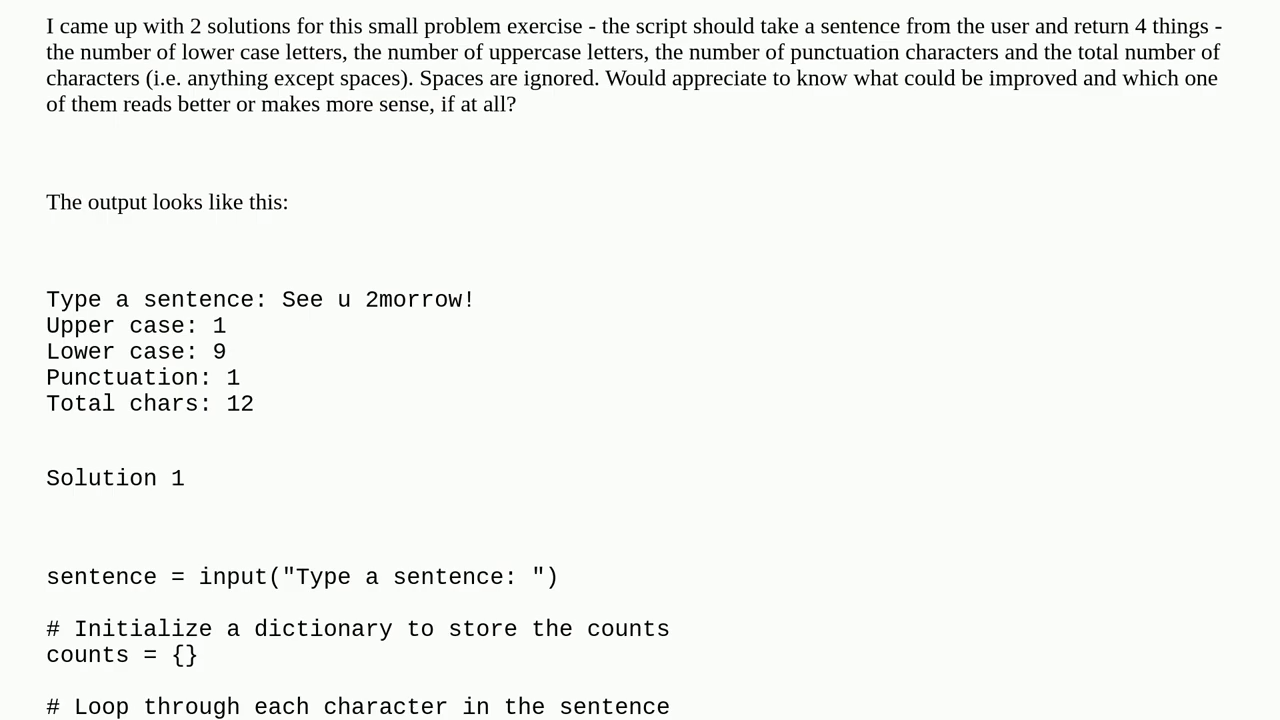 I came up with 2 solutions for this small problem exercise - the script should take a sentence from the user and return 4 things -
the number of lower case letters, the number of uppercase letters, the number of punctuation characters and the total number of
characters (i.e. anything except spaces). Spaces are ignored. Would appreciate to know what could be improved and which one
of them reads better or makes more sense, if at all?
The output looks like this:
Type a sentence: See u 2morrow!
Upper case: 1
Lower case: 9
Punctuation: 1
Total chars: 12
Solution 1
sentence = input("Type a sentence: ")
# Initialize a dictionary to store the counts
counts = {}
# Loop through each character in the sentence